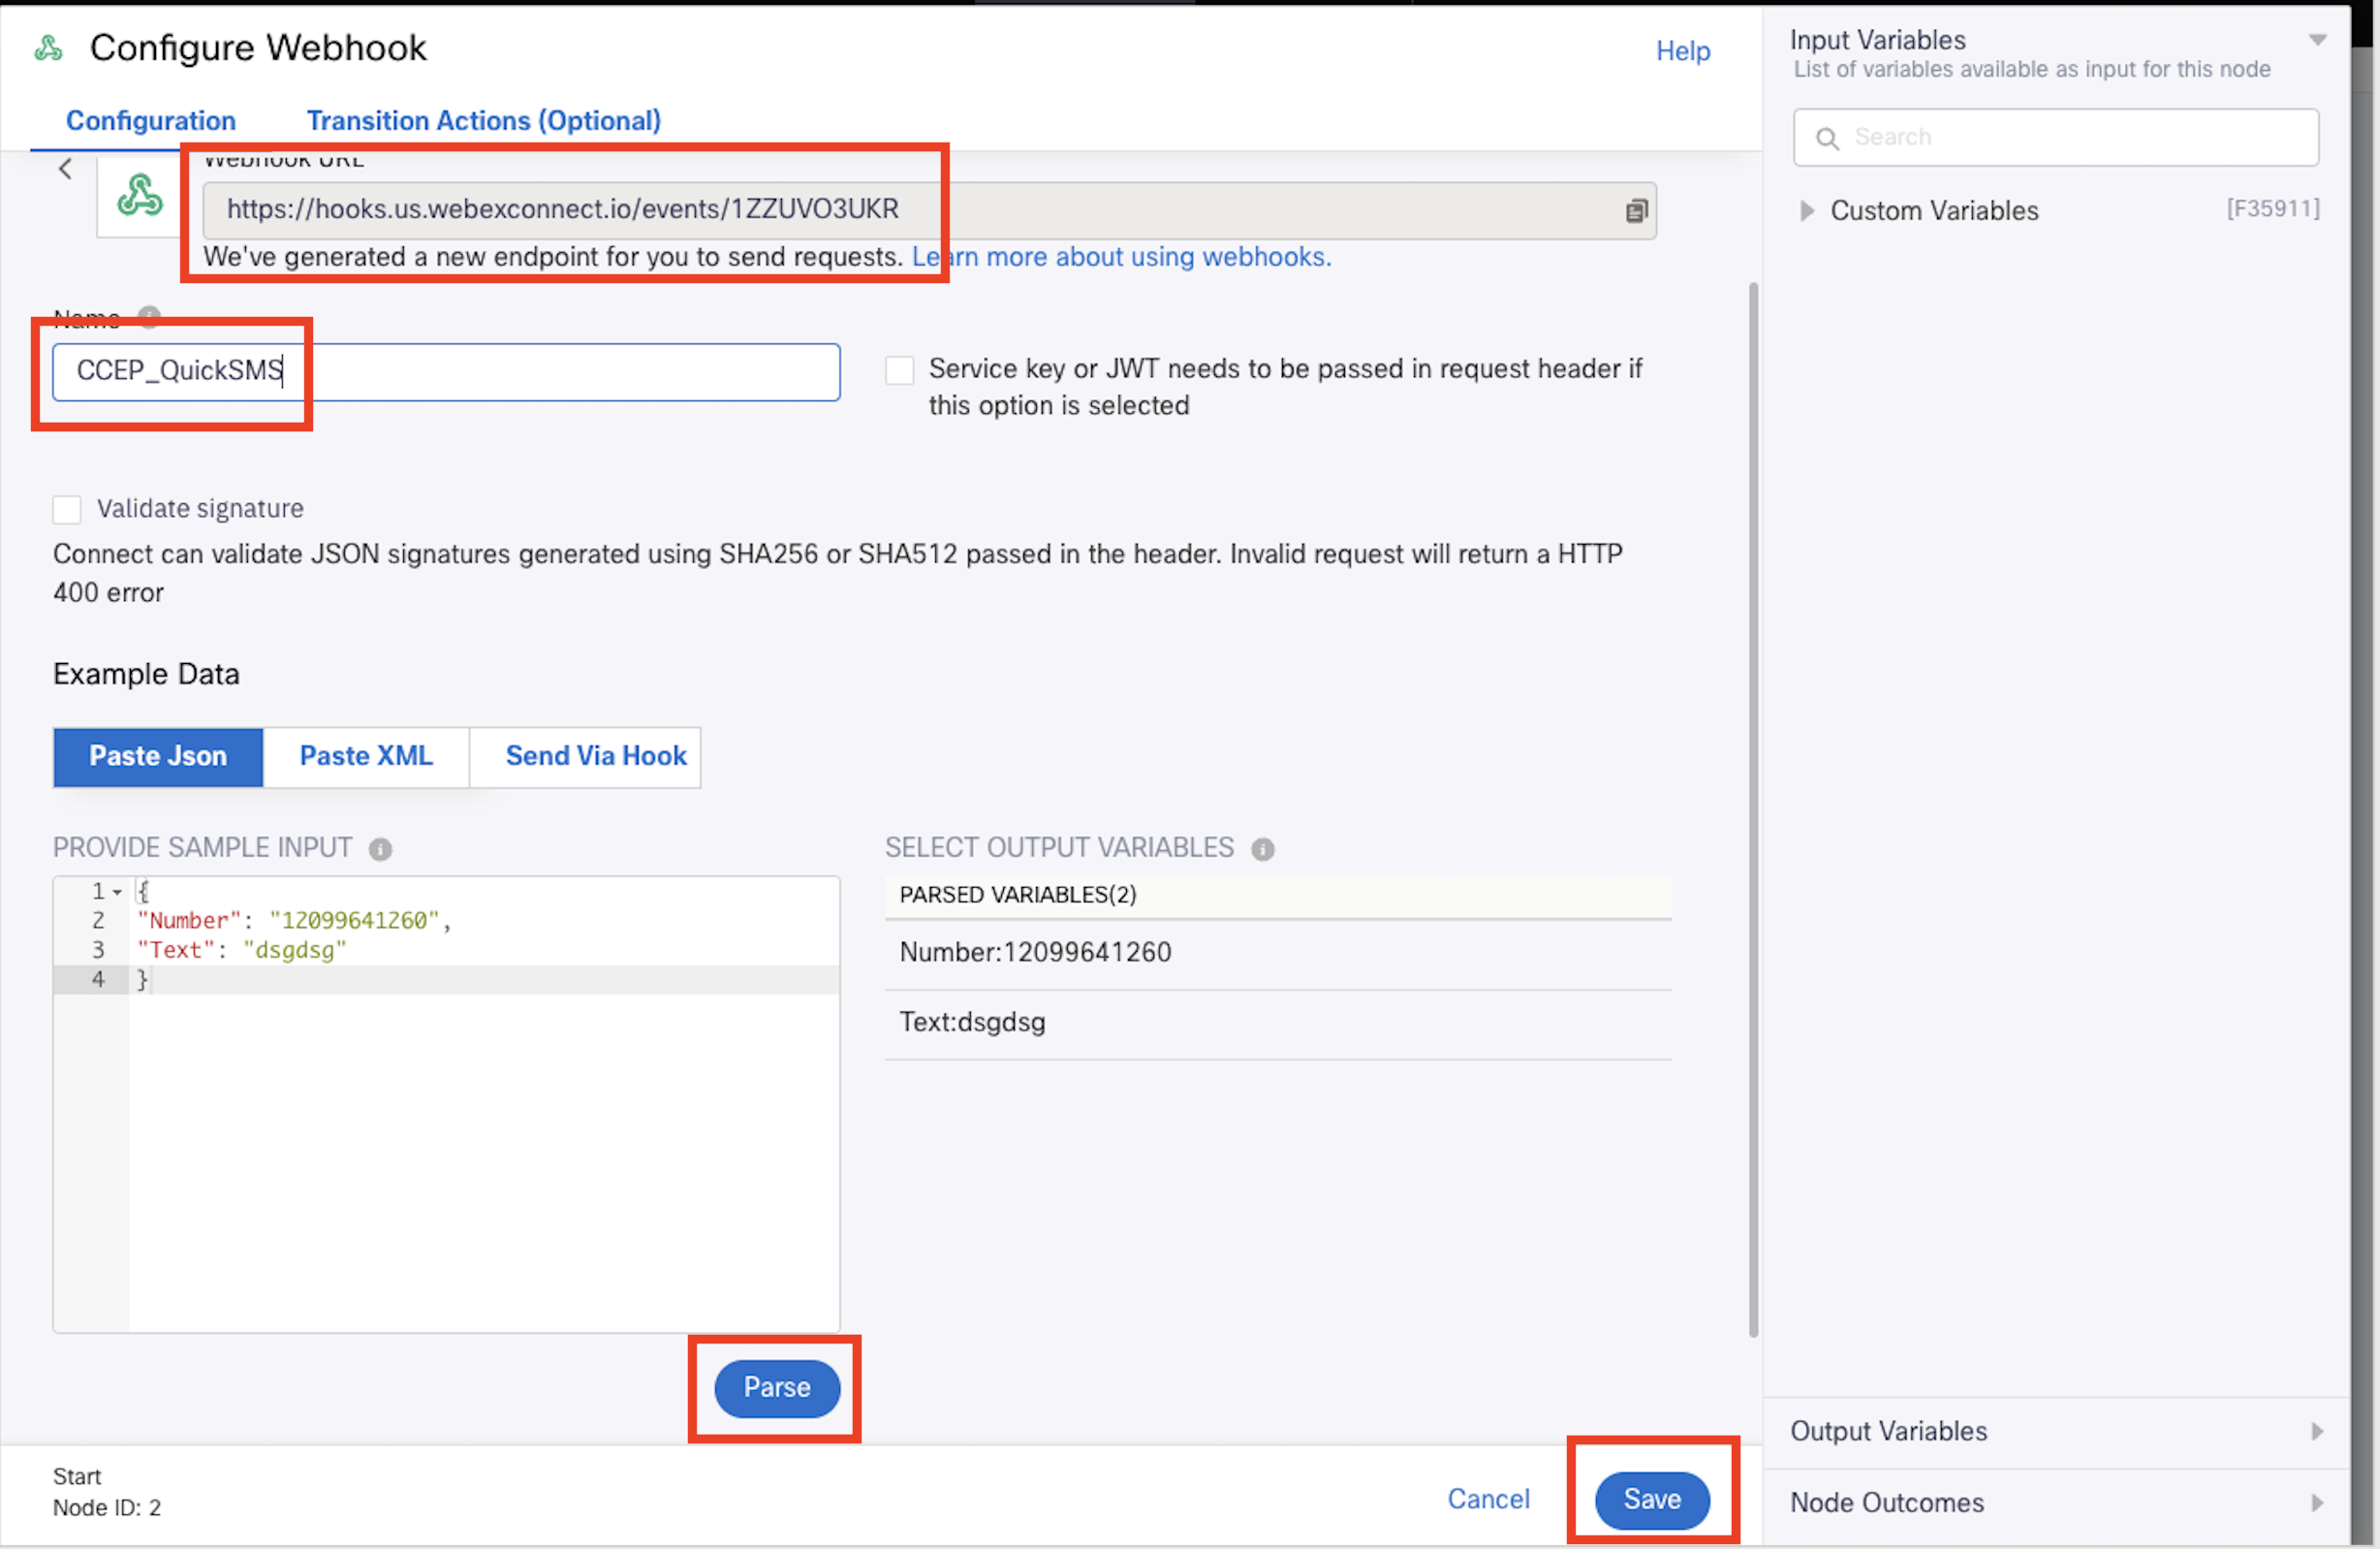 Configure Webhook
Help
Configuration
Transition Actions (Optional)
Webhook URL
https://hooks.us.webexconnect.io/events/1ZZUVO3UKR
We've generated a new endpoint for you to send requests. Learn more about using webhooks.
Name
CCEP_QuickSMS
Service key or JWT needs to be passed in request header if
this option is selected
Validate signature
Connect can validate JSON signatures generated using SHA256 or SHA512 passed in the header. Invalid request will return a HTTP
400 error
Example Data
Paste Json
Paste XML
Send Via Hook
PROVIDE SAMPLE INPUT
1 {
2 "Number": "12099641260",
3 "Text": "dsgdsg"
4 }
SELECT OUTPUT VARIABLES
PARSED VARIABLES(2)
Number:12099641260
Text:dsgdsg
Parse
Start
Node ID: 2
Cancel
Save
Input Variables
List of variables available as input for this node
Search
Custom Variables
[F35911]
Output Variables
Node Outcomes